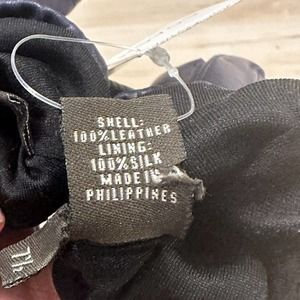 SHELL:
100% LEATHER
LINING:
100% SILK
MADE IN
PHILIPPINES